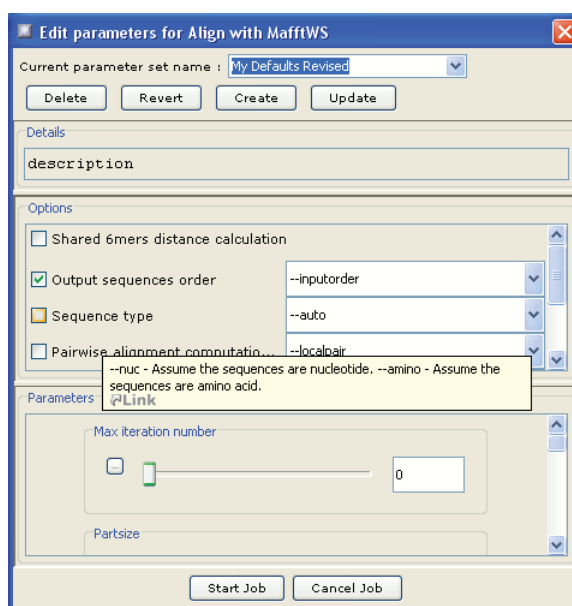 Edit parameters for Align with MafftWS
Current parameter set name : My Defaults Revised
Delete Revert Create Update
Details
description
Options
Shared 6mers distance calculation
Output sequences order --inputorder
Sequence type --auto
Pairwise alignment computatio... --localpair
--nuc - Assume the sequences are nucleotide. --amino - Assume the
sequences are amino acid.
Link
Parameters
Max iteration number
0
Partsize
Start Job Cancel Job